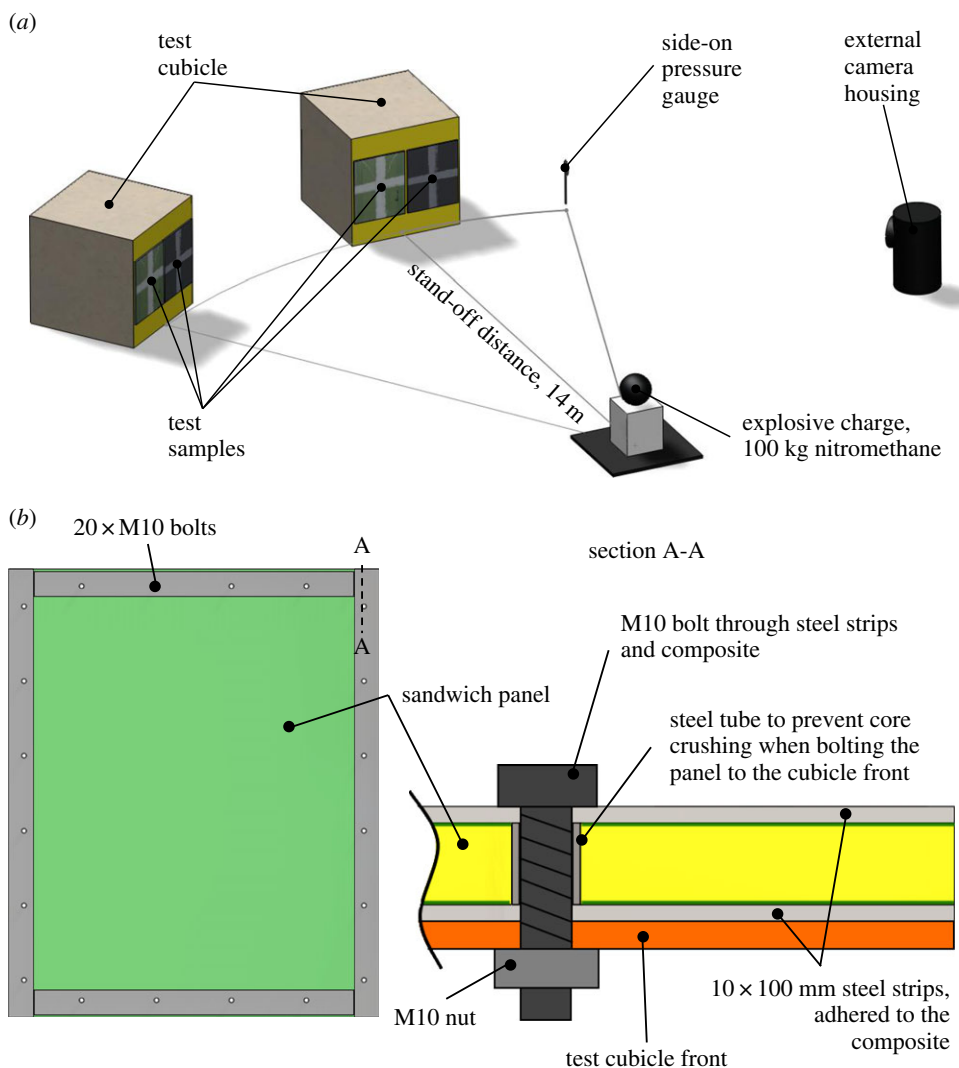 (a)
test
cubicle
side-on
pressure
gauge
external
camera
housing
stand-off distance, 14 m
test
samples
explosive charge,
100 kg nitromethane
(b)
20 × M10 bolts
A
A
section A-A
M10 bolt through steel strips
and composite
sandwich panel
steel tube to prevent core
crushing when bolting the
panel to the cubicle front
M10 nut
10 × 100 mm steel strips,
adhered to the
composite
test cubicle front